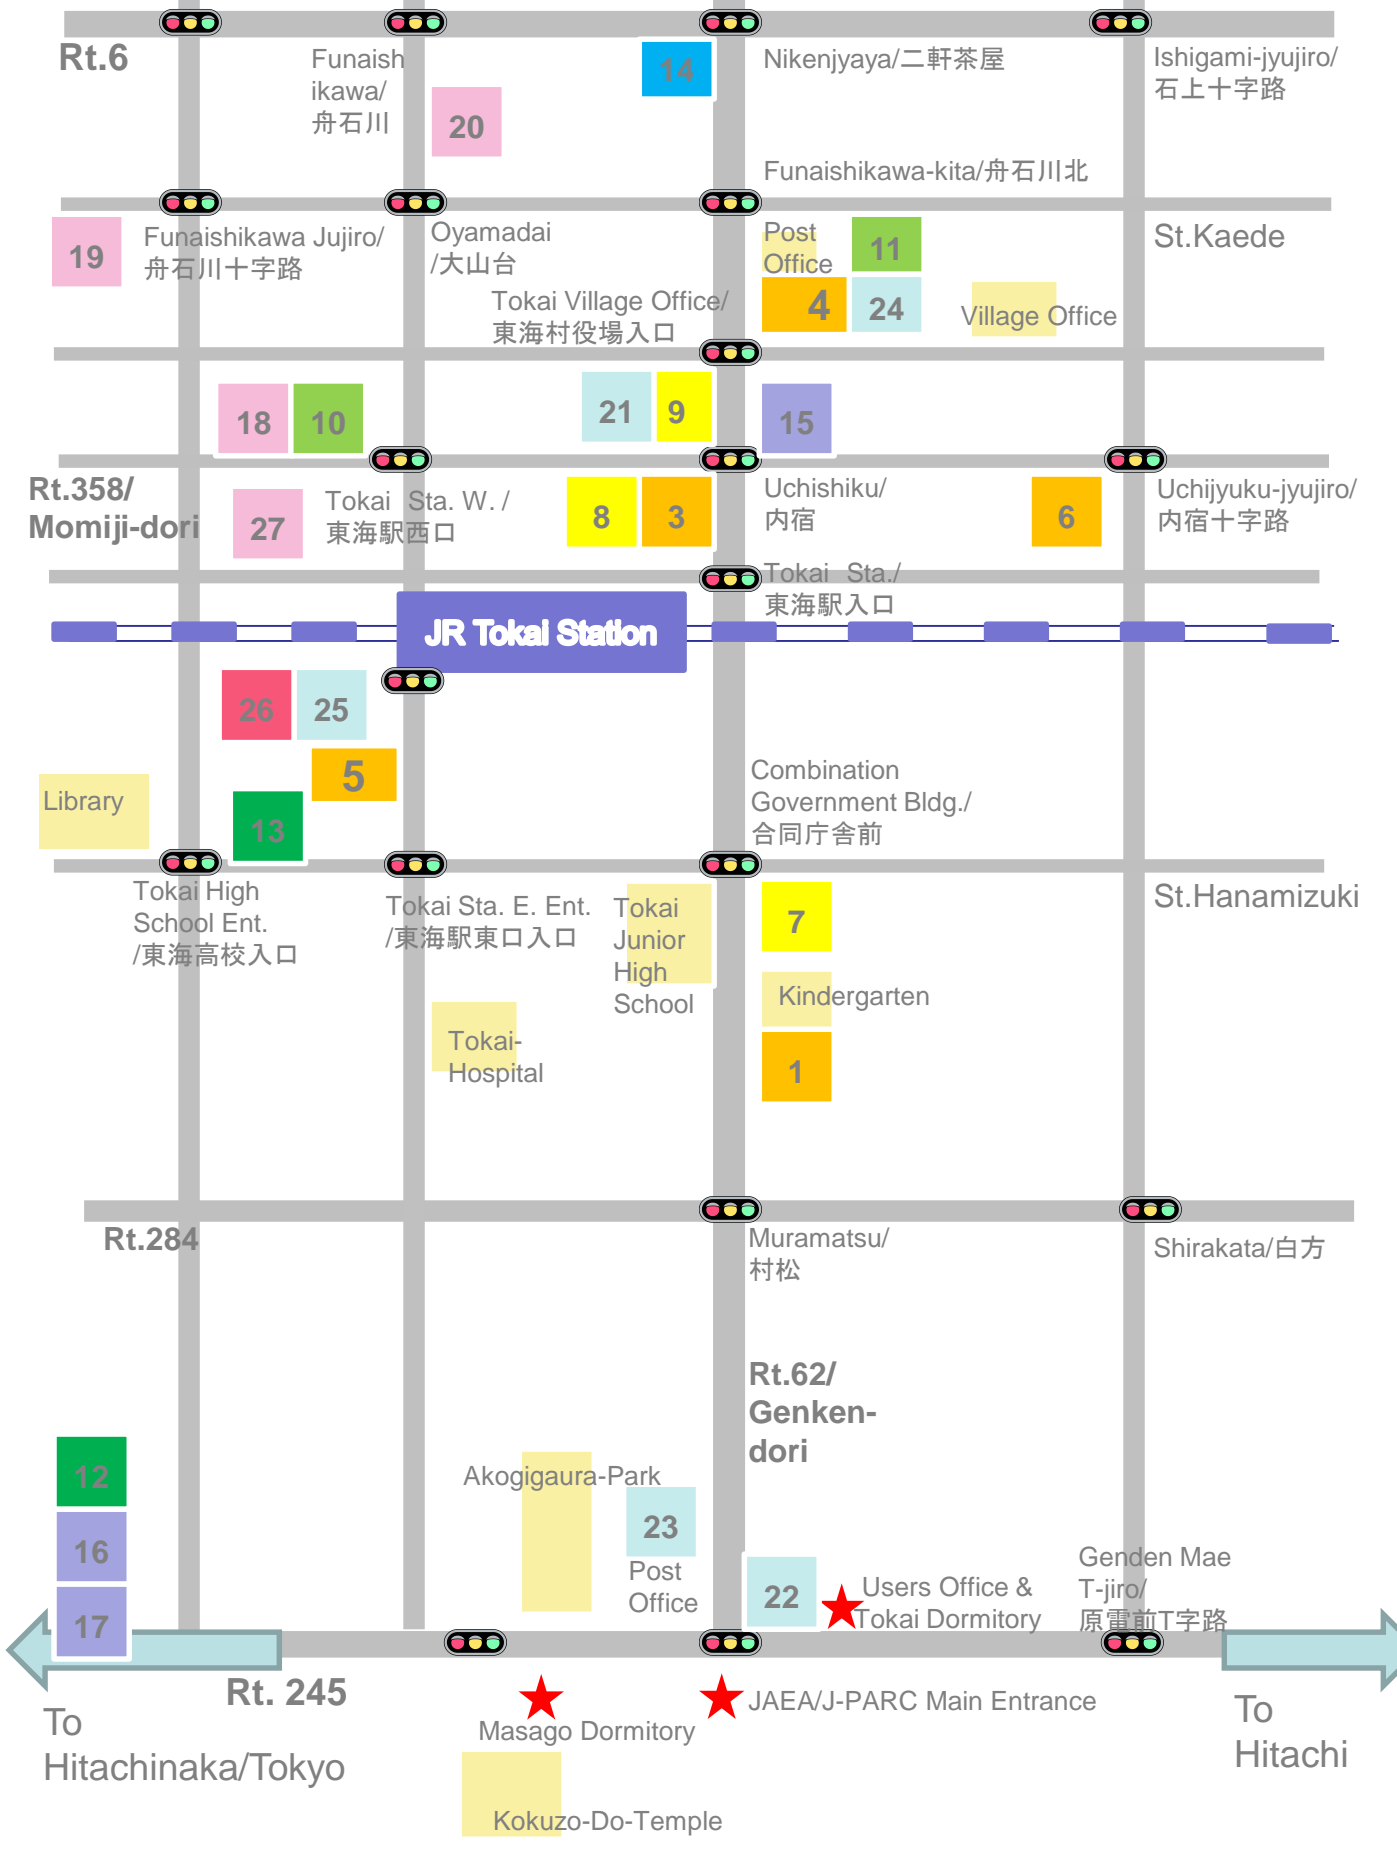 Rt.6
Funaish
ikawa/
舟石川
14
Nikenjyaya/二軒茶屋
Ishigami-jyujiro/
石上十字路
20
Funaishikawa-kita/舟石川北
19
Funaishikawa Jujiro/
舟石川十字路
Oyamadai
/大山台
Post
Office
11
St.Kaede
Tokai Village Office/
東海村役場入口
4
24
Village Office
18
10
21
9
15
Rt.358/
Momiji-dori
27
Tokai Sta. W. /
東海駅西口
8
3
Uchishiku/
内宿
6
Uchijyuku-jyujiro/
内宿十字路
Tokai Sta./
東海駅入口
JR Tokai Station
26
25
5
Library
13
Combination
Government Bldg./
合同庁舎前
Tokai High
School Ent.
/東海高校入口
Tokai Sta. E. Ent.
/東海駅東口入口
Tokai
Junior
High
School
7
St.Hanamizuki
Kindergarten
Tokai-
Hospital
1
Rt.284
Muramatsu/
村松
Shirakata/白方
Rt.62/
Genken-
dori
12
16
17
Akogigaura-Park
23
Post
Office
22
Users Office &
Tokai Dormitory
Genden Mae
T-jiro/
原電前T字路
Rt. 245
To
Hitachinaka/Tokyo
Masago Dormitory
JAEA/J-PARC Main Entrance
To
Hitachi
Kokuzo-Do-Temple